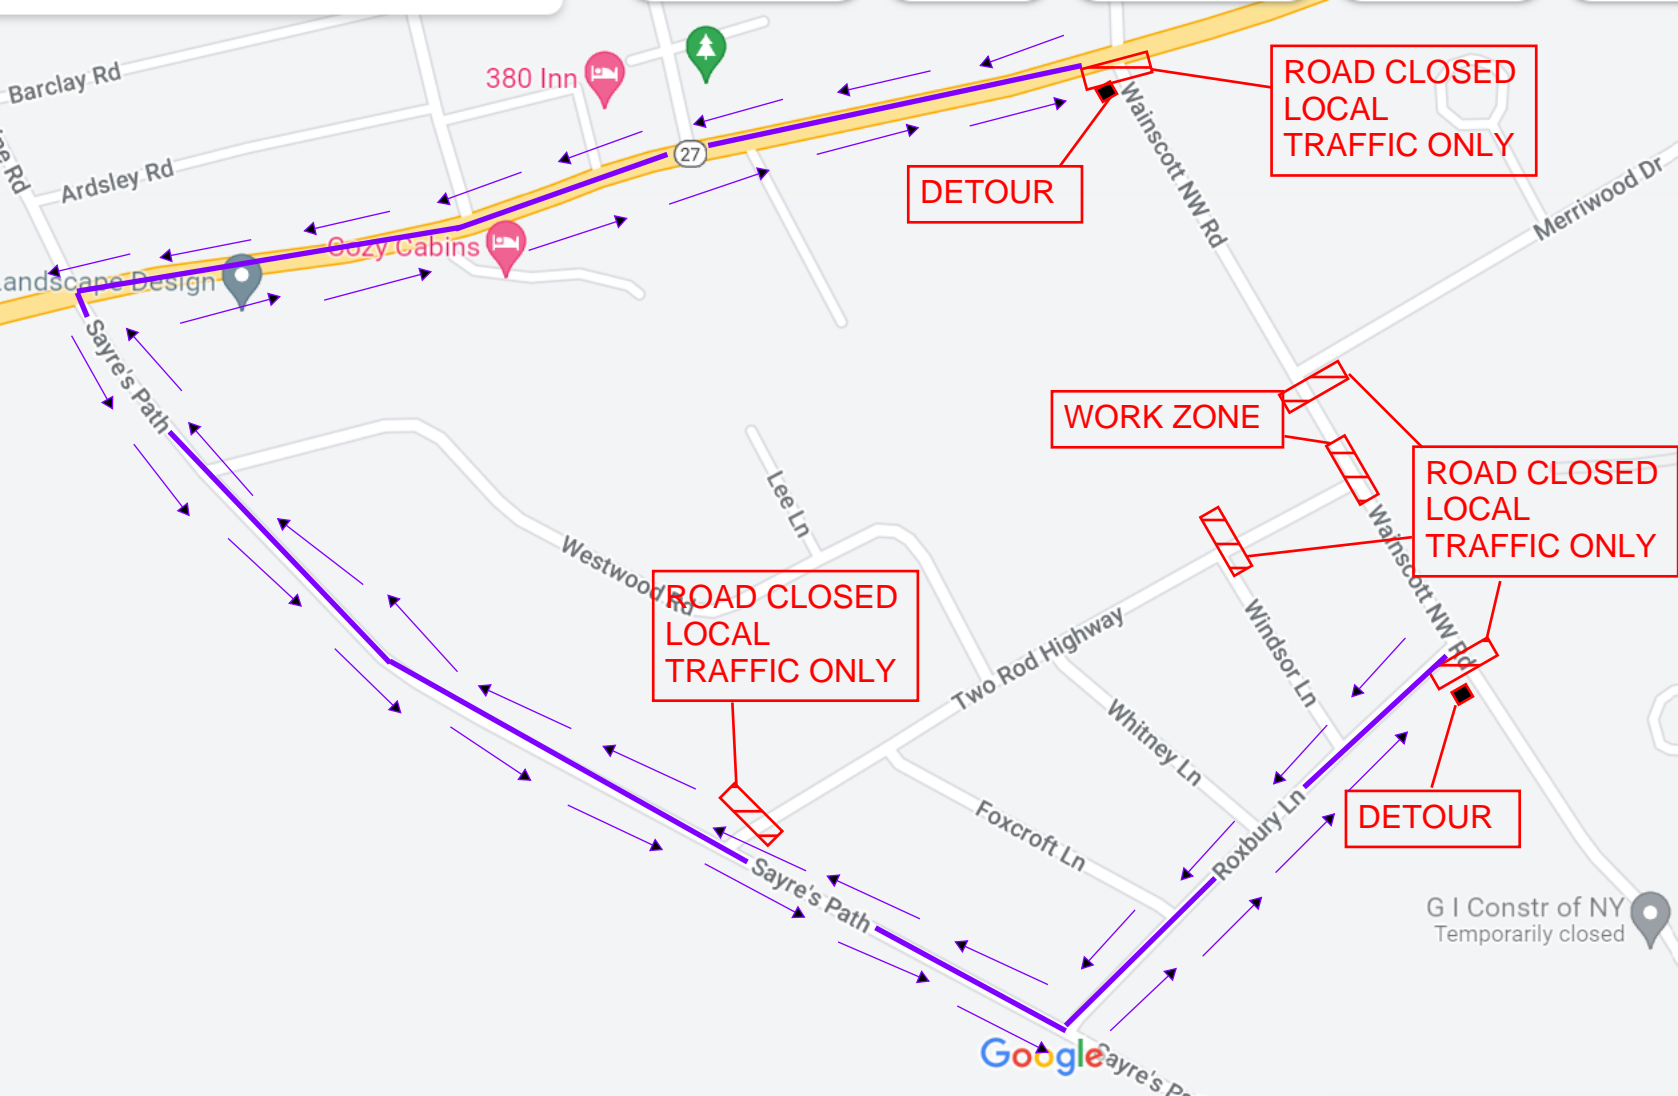 Barclay Rd
380 Inn
ROAD CLOSED
LOCAL
TRAFFIC ONLY
Ardsley Rd
27
DETOUR
Wainscott NW Rd
Merriwood Dr
Cozy Cabins
Landscape Design
Sayre's Path
WORK ZONE
ROAD CLOSED
LOCAL
TRAFFIC ONLY
Lee Ln
Westwood Rd
Wainscott NW Rd
ROAD CLOSED
LOCAL
TRAFFIC ONLY
Two Rod Highway
Windsor Ln
Whitney Ln
Foxcroft Ln
Roxbury Ln
DETOUR
Sayre's Path
G I Constr of NY
Temporarily closed
Google
Sayre's